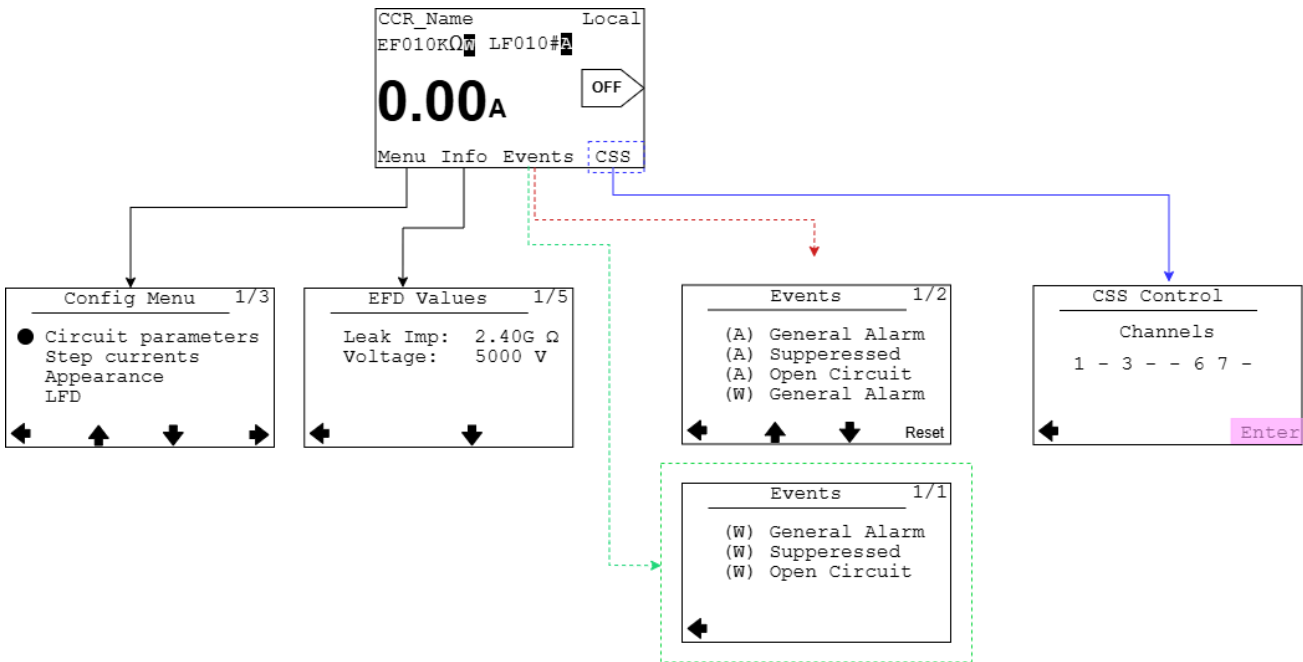 CCR_Name Local
EF010KΩW LF010#A
0.00A
OFF
Menu Info Events CSS
Config Menu 1/3
Circuit parameters
Step currents
Appearance
LFD
EFD Values 1/5
Leak Imp: 2.40G Ω
Voltage: 5000 V
Events 1/2
(A) General Alarm
(A) Supperessed
(A) Open Circuit
(W) General Alarm
Reset
CSS Control
Channels
1 - 3 - - 6 7 -
Enter
Events 1/1
(W) General Alarm
(W) Supperessed
(W) Open Circuit